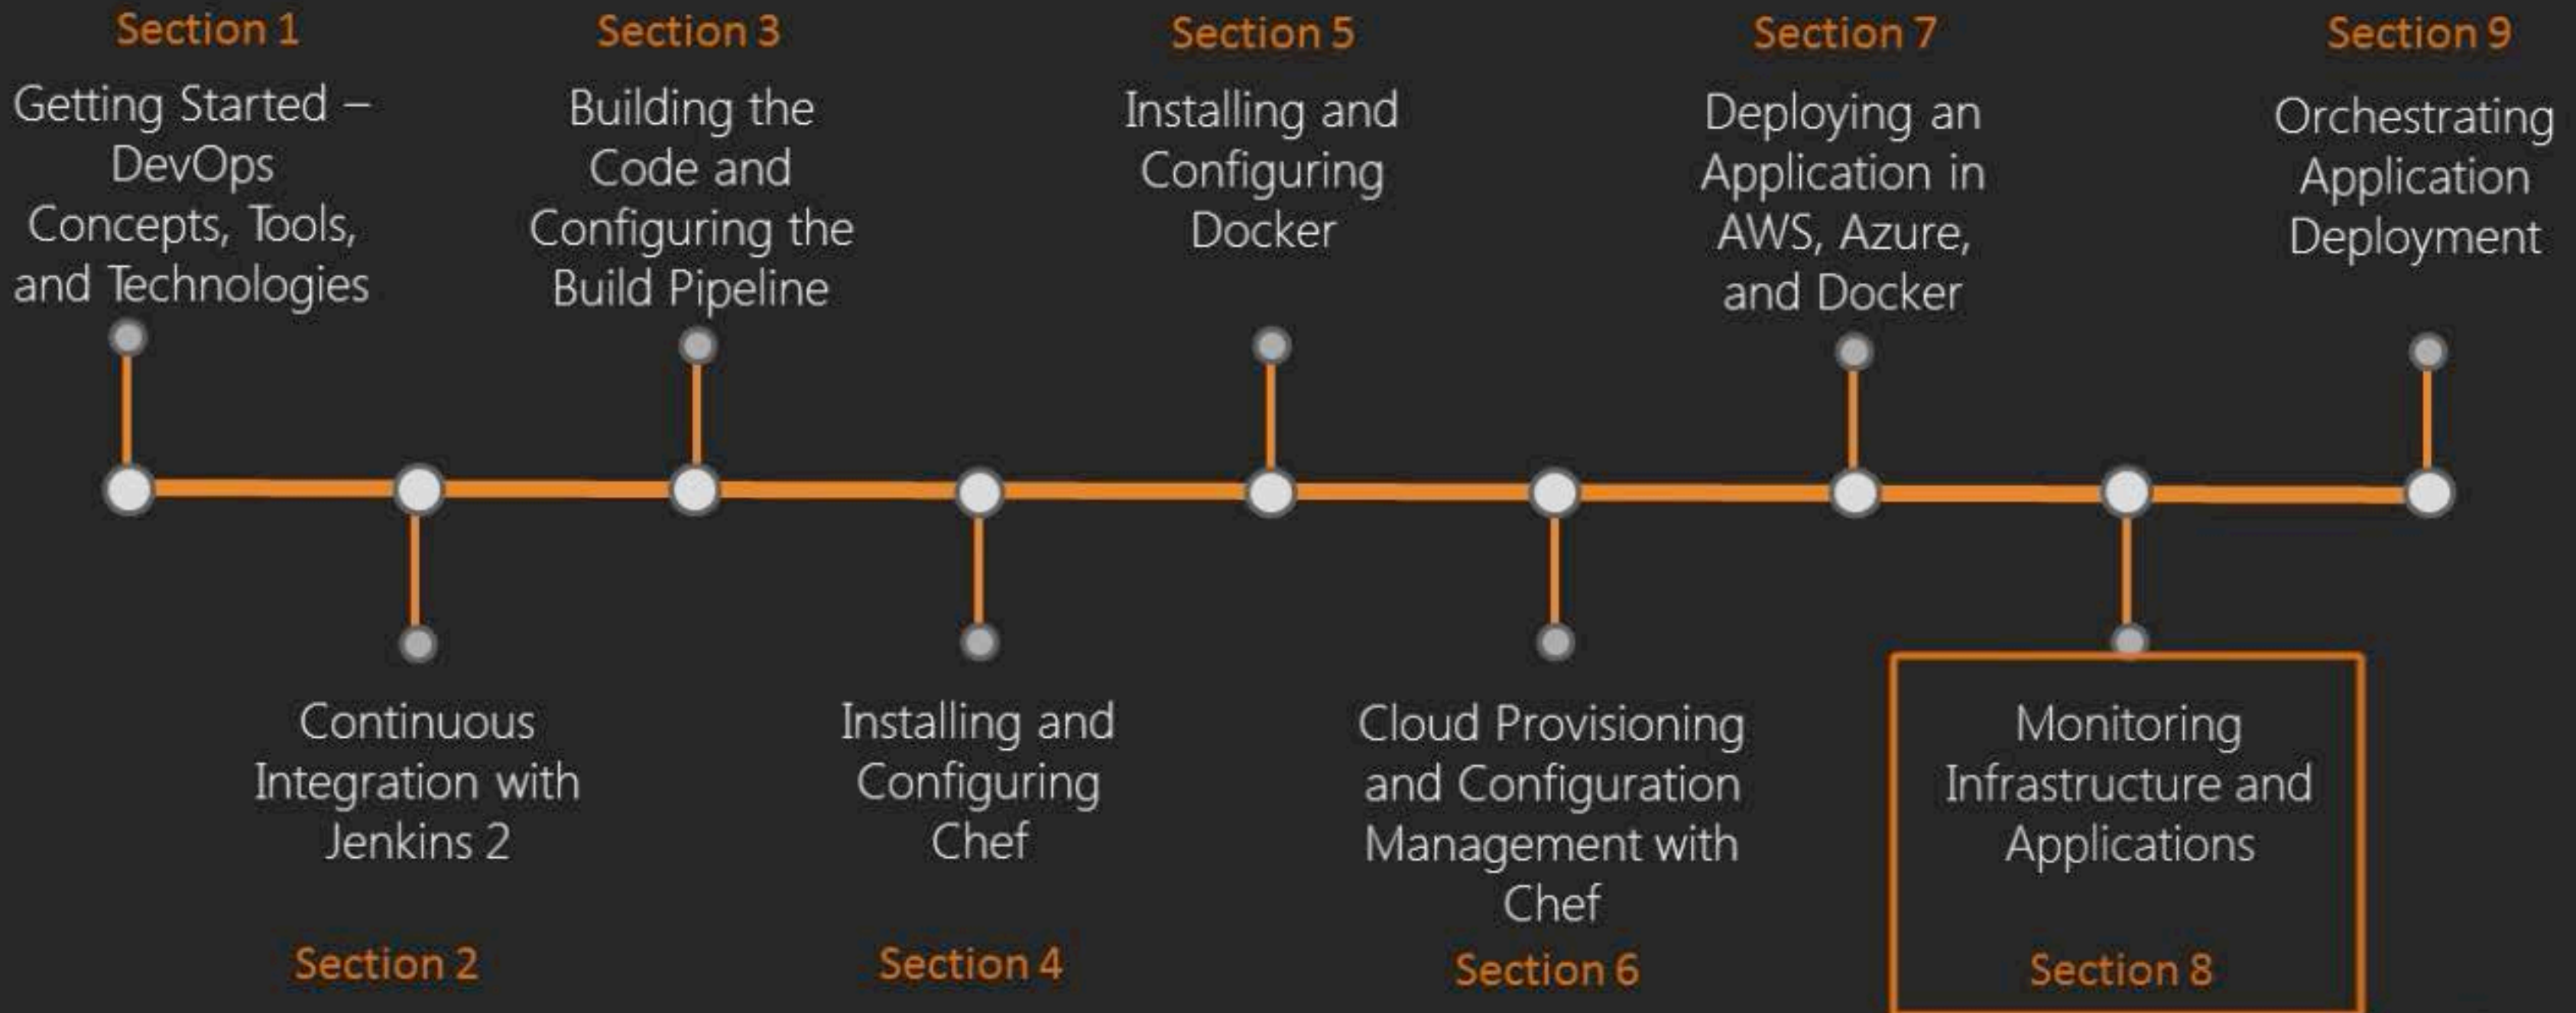 Section 1
Getting Started –
DevOps
Concepts, Tools,
and Technologies
Section 3
Building the
Code and
Configuring the
Build Pipeline
Section 5
Installing and
Configuring
Docker
Section 7
Deploying an
Application in
AWS, Azure,
and Docker
Section 9
Orchestrating
Application
Deployment
Continuous
Integration with
Jenkins 2
Section 2
Installing and
Configuring
Chef
Section 4
Cloud Provisioning
and Configuration
Management with
Chef
Section 6
Monitoring
Infrastructure and
Applications
Section 8